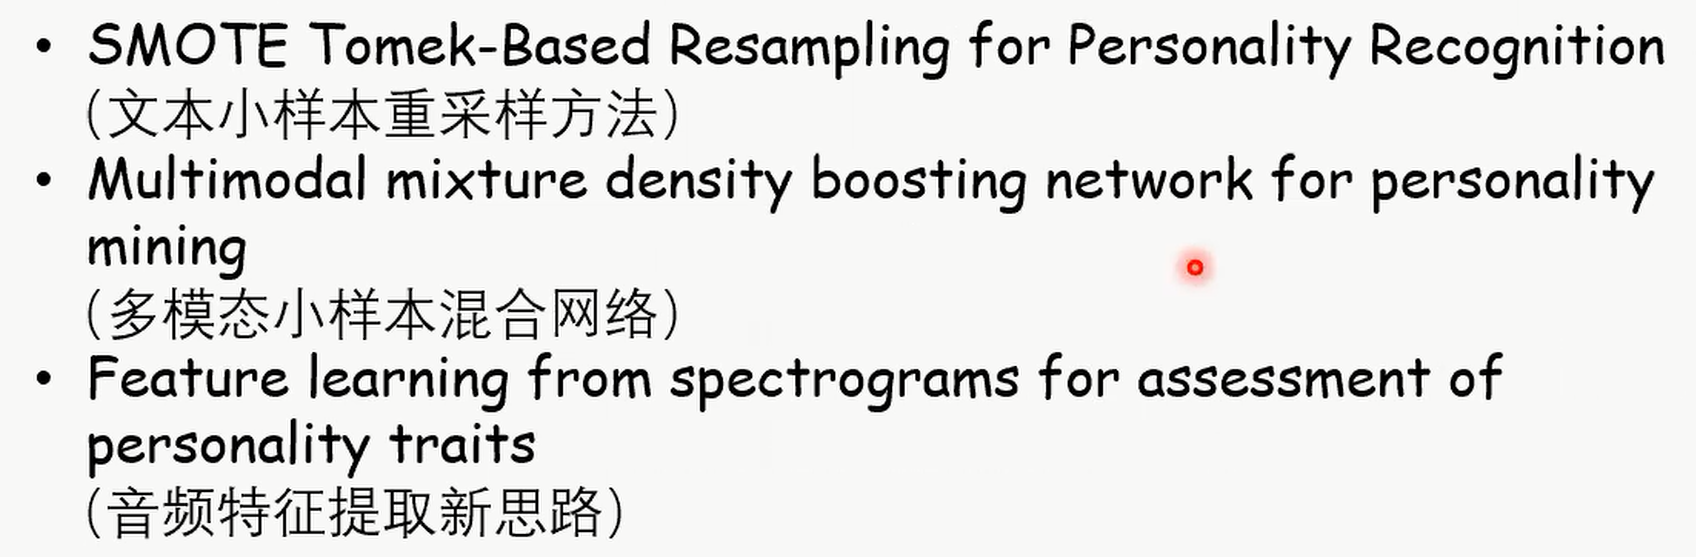 • SMOTE Tomek-Based Resampling for Personality Recognition
(文本小样本重采样方法)
• Multimodal mixture density boosting network for personality
mining
(多模态小样本混合网络)
• Feature learning from spectrograms for assessment of
personality traits
(音频特征提取新思路)